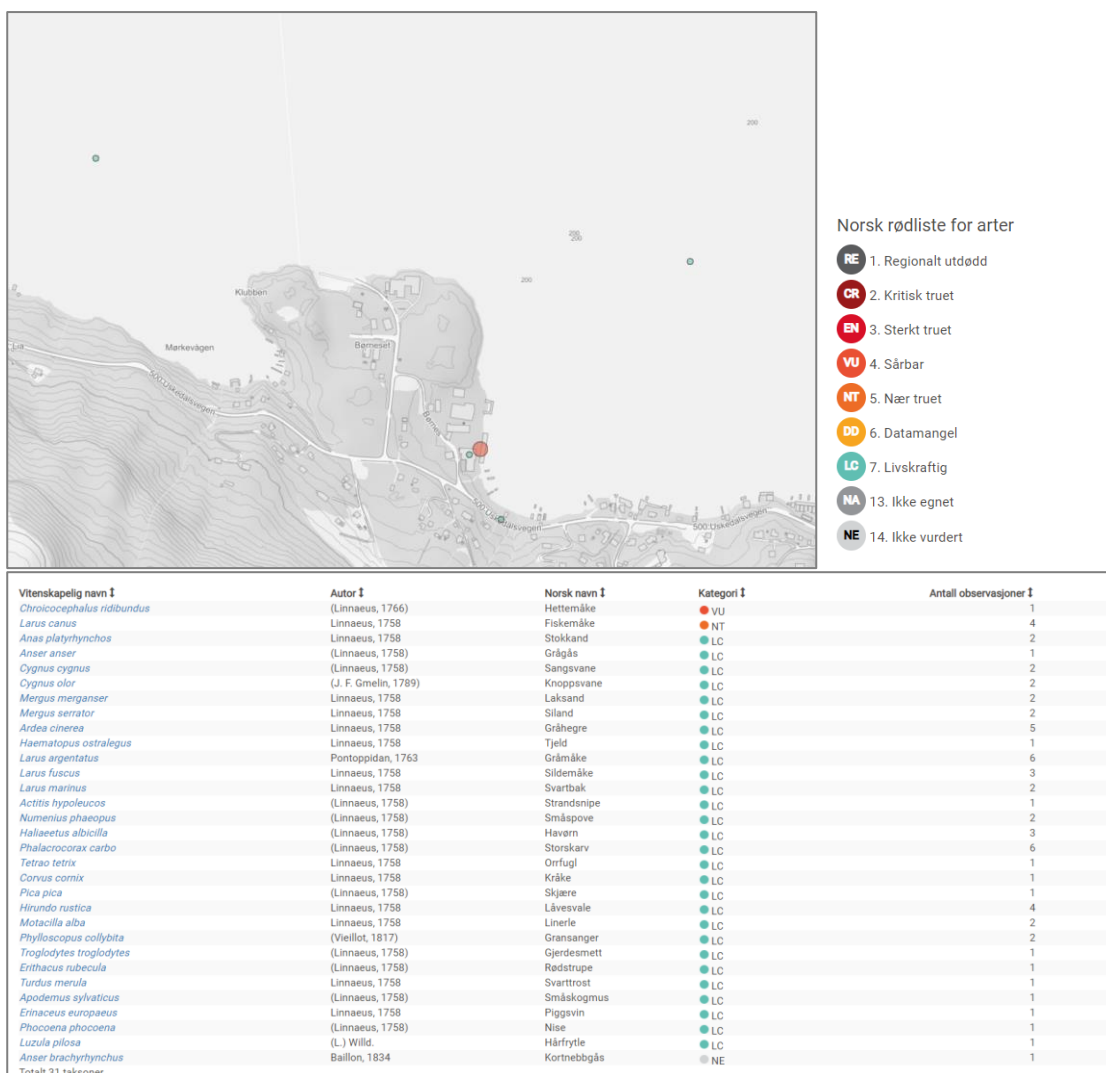 200
200
200
200
Klubben
Lia
Mørkevågen
Børneset
500:Uskedalsvegen
Børnes
500:Uskedalsvegen
500:Uskedalsvegen
Norsk rødliste for arter
RE 1. Regionalt utdødd
CR 2. Kritisk truet
EN 3. Sterkt truet
VU 4. Sårbar
NT 5. Nær truet
DD 6. Datamangel
LC 7. Livskraftig
NA 13. Ikke egnet
NE 14. Ikke vurdert
Vitenskapelig navn Autor Norsk navn Kategori Antall observasjoner
Chroicocephalus ridibundus (Linnaeus, 1766) Hettemåke VU 1
Larus canus Linnaeus, 1758 Fiskemåke NT 4
Anas platyrhynchos Linnaeus, 1758 Stokkand LC 2
Anser anser (Linnaeus, 1758) Grågås LC 1
Cygnus cygnus (Linnaeus, 1758) Sangsvane LC 2
Cygnus olor (J. F. Gmelin, 1789) Knoppsvane LC 2
Mergus merganser Linnaeus, 1758 Laksand LC 2
Mergus serrator Linnaeus, 1758 Siland LC 2
Ardea cinerea Linnaeus, 1758 Gråhegre LC 5
Haematopus ostralegus Linnaeus, 1758 Tjeld LC 1
Larus argentatus Pontoppidan, 1763 Gråmåke LC 6
Larus fuscus Linnaeus, 1758 Sildemåke LC 3
Larus marinus Linnaeus, 1758 Svartbak LC 2
Actitis hypoleucos (Linnaeus, 1758) Strandsnipe LC 1
Numenius phaeopus (Linnaeus, 1758) Småspove LC 2
Haliaeetus albicilla (Linnaeus, 1758) Havørn LC 3
Phalacrocorax carbo (Linnaeus, 1758) Storskarv LC 6
Tetrao tetrix Linnaeus, 1758 Orrfugl LC 1
Corvus cornix Linnaeus, 1758 Kråke LC 1
Pica pica (Linnaeus, 1758) Skjære LC 1
Hirundo rustica Linnaeus, 1758 Låvesvale LC 4
Motacilla alba Linnaeus, 1758 Linerle LC 2
Phylloscopus collybita (Vieillot, 1817) Gransanger LC 2
Troglodytes troglodytes (Linnaeus, 1758) Gjerdesmett LC 1
Erithacus rubecula (Linnaeus, 1758) Rødstrupe LC 1
Turdus merula Linnaeus, 1758 Svarttrost LC 1
Apodemus sylvaticus (Linnaeus, 1758) Småskogmus LC 1
Erinaceus europaeus Linnaeus, 1758 Piggsvin LC 1
Phocoena phocoena (Linnaeus, 1758) Nise LC 1
Luzula pilosa (L.) Willd. Hårfrytle LC 1
Anser brachyrhynchus Baillon, 1834 Kortnebbgås NE 1
Totalt 31 taksoner